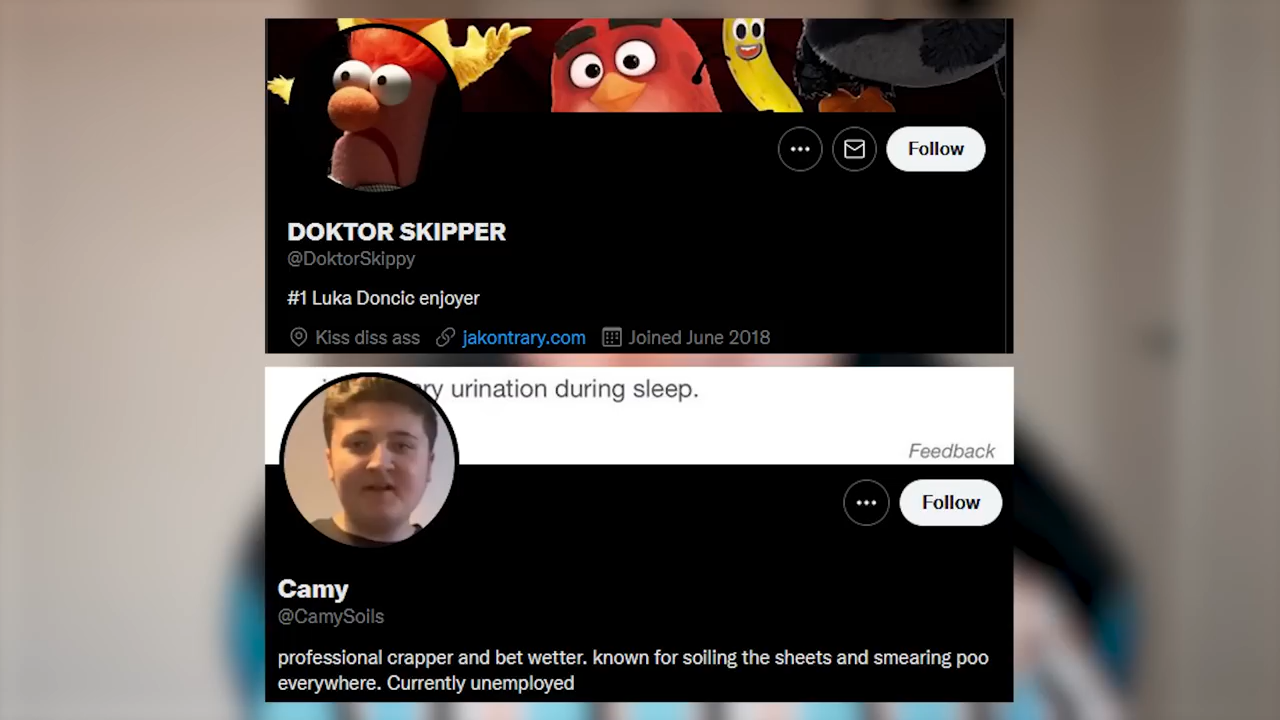 Follow
DOKTOR SKIPPER
@DoktorSkippy
#1 Luka Doncic enjoyer
Kiss diss ass jakontrary.com Joined June 2018
urination during sleep.
Feedback
Follow
Camy
@CamySoils
professional crapper and bet wetter. known for soiling the sheets and smearing poo
everywhere. Currently unemployed